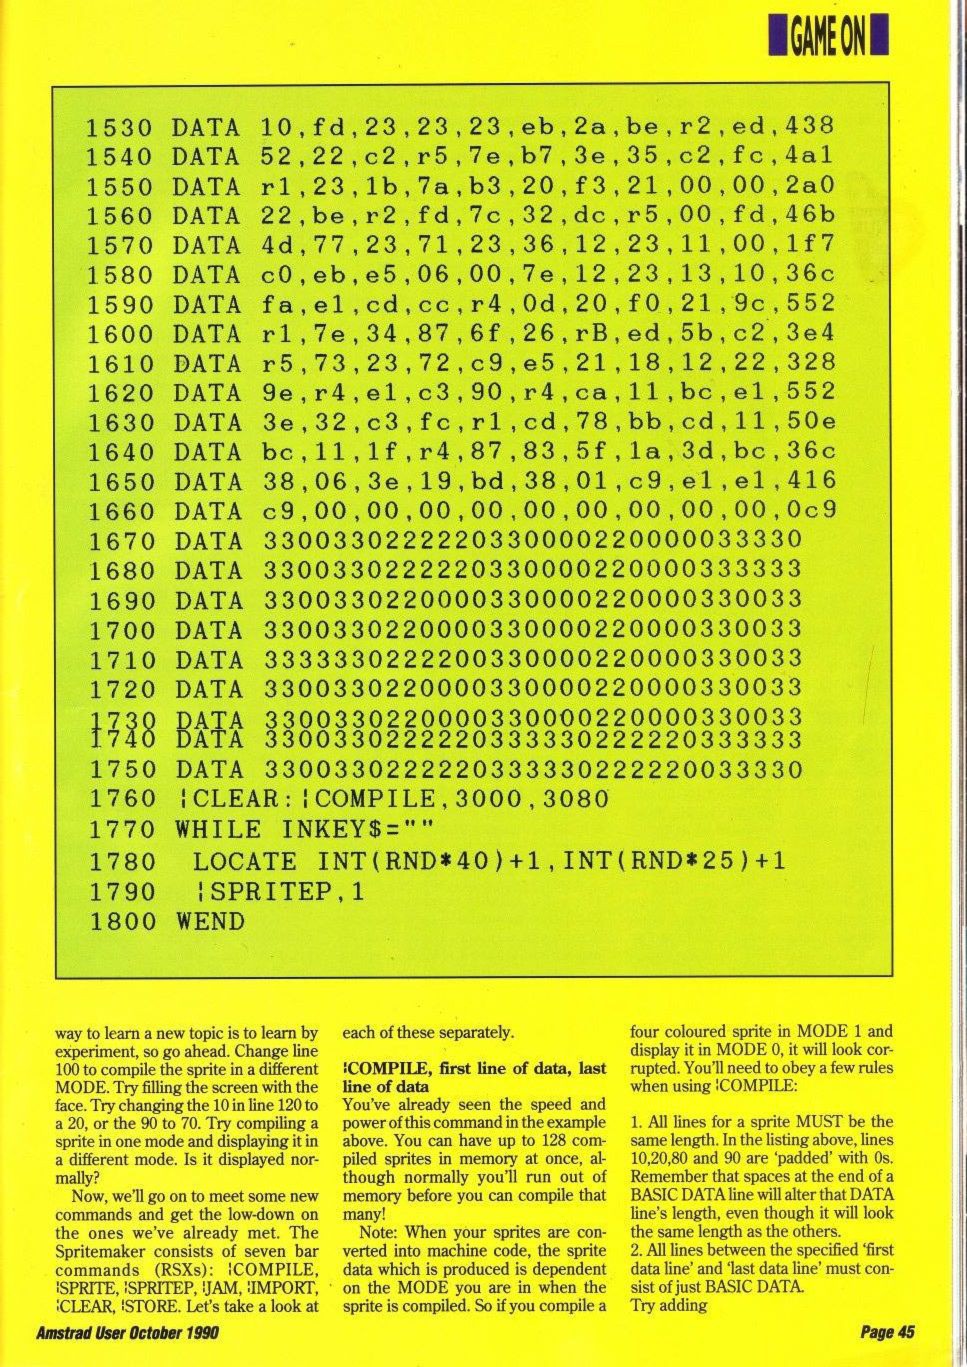 GAME ON
1530 DATA 10,fd,23,23,23,eb,2a,be,r2,ed,438
1540 DATA 52,22,c2,r5,7e,b7,3e,35,c2,fc,4a1
1550 DATA r1,23,1b,7a,b3,20,f3,21,00,00,2a0
1560 DATA 22,be,r2,fd,7c,32,dc,r5,00,fd,46b
1570 DATA 4d,77,23,71,23,36,12,23,11,00,1f7
1580 DATA c0,eb,e5,06,00,7e,12,23,13,10,36c
1590 DATA fa,e1,cd,cc,r4,0d,20,f0,21,9c,552
1600 DATA r1,7e,34,87,6f,26,rB,ed,5b,c2,3e4
1610 DATA r5,73,23,72,c9,e5,21,18,12,22,328
1620 DATA 9e,r4,e1,c3,90,r4,ca,11,bc,e1,552
1630 DATA 3e,32,c3,fc,r1,cd,78,bb,cd,11,50e
1640 DATA bc,11,1f,r4,87,83,5f,1a,3d,bc,36c
1650 DATA 38,06,3e,19,bd,38,01,c9,e1,e1,416
1660 DATA c9,00,00,00,00,00,00,00,00,00,0c9
1670 DATA 3300330222220330000220000033330
1680 DATA 3300330222220330000220000333333
1690 DATA 3300330220000330000220000330033
1700 DATA 3300330220000330000220000330033
1710 DATA 3333330222200330000220000330033
1720 DATA 3300330220000330000220000330033
1730 DATA 3300330220000330000220000330033
1740 DATA 3300330222220333330222220333333
1750 DATA 3300330222220333330222220033330
1760 ¦CLEAR:¦COMPILE,3000,3080
1770 WHILE INKEY$=""
1780 LOCATE INT(RND*40)+1,INT(RND*25)+1
1790 ¦SPRITEP,1
1800 WEND
way to learn a new topic is to learn by
experiment, so go ahead. Change line
100 to compile the sprite in a different
MODE. Try filling the screen with the
face. Try changing the 10 in line 120 to
a 20, or the 90 to 70. Try compiling a
sprite in one mode and displaying it in
a different mode. Is it displayed nor-
mally?
Now, we'll go on to meet some new
commands and get the low-down on
the ones we've already met. The
Spritemaker consists of seven bar
commands (RSXs): ¦COMPILE,
¦SPRITE, ¦SPRITEP, ¦JAM, ¦IMPORT,
¦CLEAR, ¦STORE. Let's take a look at
each of these separately.
¦COMPILE, first line of data, last
line of data
You've already seen the speed and
power of this command in the example
above. You can have up to 128 com-
piled sprites in memory at once, al-
though normally you'll run out of
memory before you can compile that
many!
Note: When your sprites are con-
verted into machine code, the sprite
data which is produced is dependent
on the MODE you are in when the
sprite is compiled. So if you compile a
four coloured sprite in MODE 1 and
display it in MODE 0, it will look cor-
rupted. You'll need to obey a few rules
when using ¦COMPILE:
1. All lines for a sprite MUST be the
same length. In the listing above, lines
10,20,80 and 90 are 'padded' with 0s.
Remember that spaces at the end of a
BASIC DATA line will alter that DATA
line's length, even though it will look
the same length as the others.
2. All lines between the specified 'first
data line' and 'last data line' must con-
sist of just BASIC DATA.
Try adding
Amstrad User October 1990
Page 45